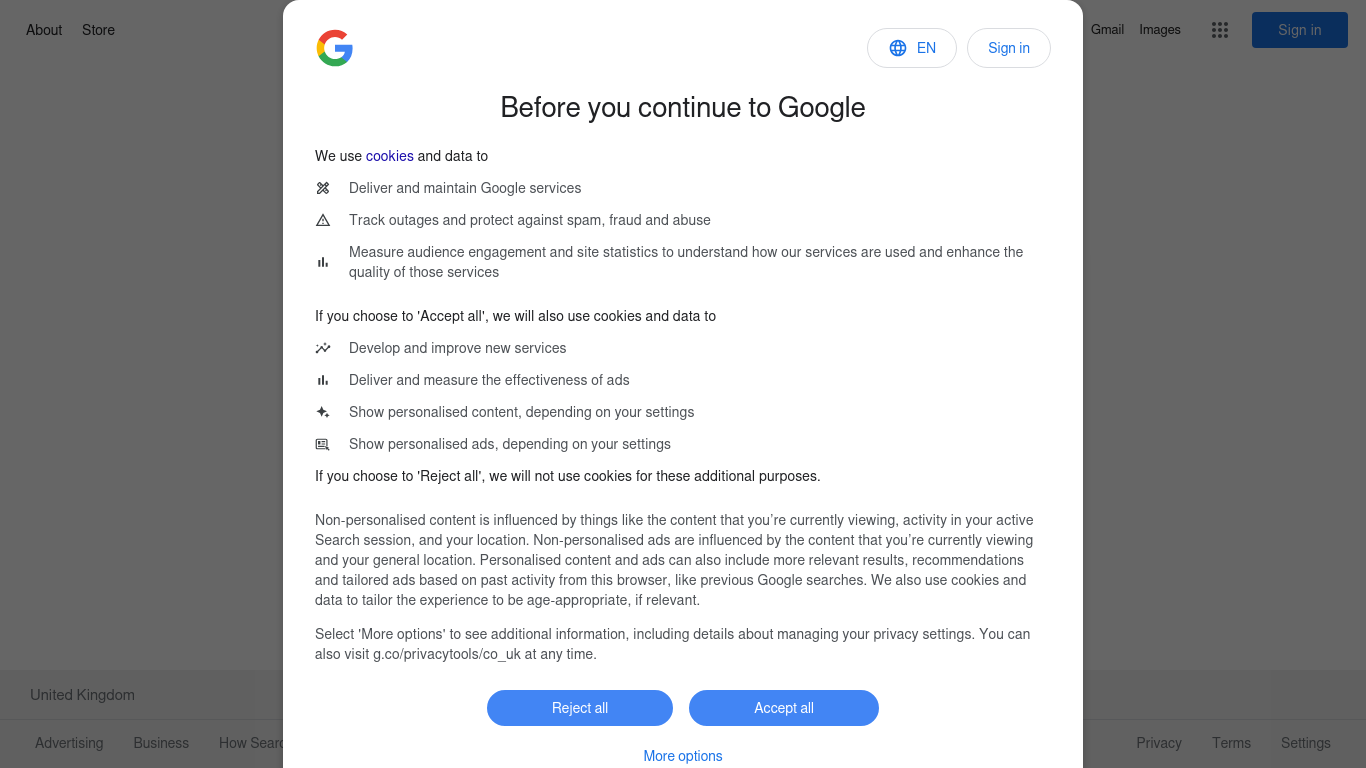 About Store Gmail Images Sign in
EN Sign in
Before you continue to Google
We use cookies and data to
Deliver and maintain Google services
Track outages and protect against spam, fraud and abuse
Measure audience engagement and site statistics to understand how our services are used and enhance the
quality of those services
If you choose to 'Accept all', we will also use cookies and data to
Develop and improve new services
Deliver and measure the effectiveness of ads
Show personalised content, depending on your settings
Show personalised ads, depending on your settings
If you choose to 'Reject all', we will not use cookies for these additional purposes.
Non-personalised content is influenced by things like the content that you’re currently viewing, activity in your active
Search session, and your location. Non-personalised ads are influenced by the content that you’re currently viewing
and your general location. Personalised content and ads can also include more relevant results, recommendations
and tailored ads based on past activity from this browser, like previous Google searches. We also use cookies and
data to tailor the experience to be age-appropriate, if relevant.
Select 'More options' to see additional information, including details about managing your privacy settings. You can
also visit g.co/privacytools/co_uk at any time.
United Kingdom
Reject all Accept all
Advertising Business How Sear Privacy Terms Settings
More options